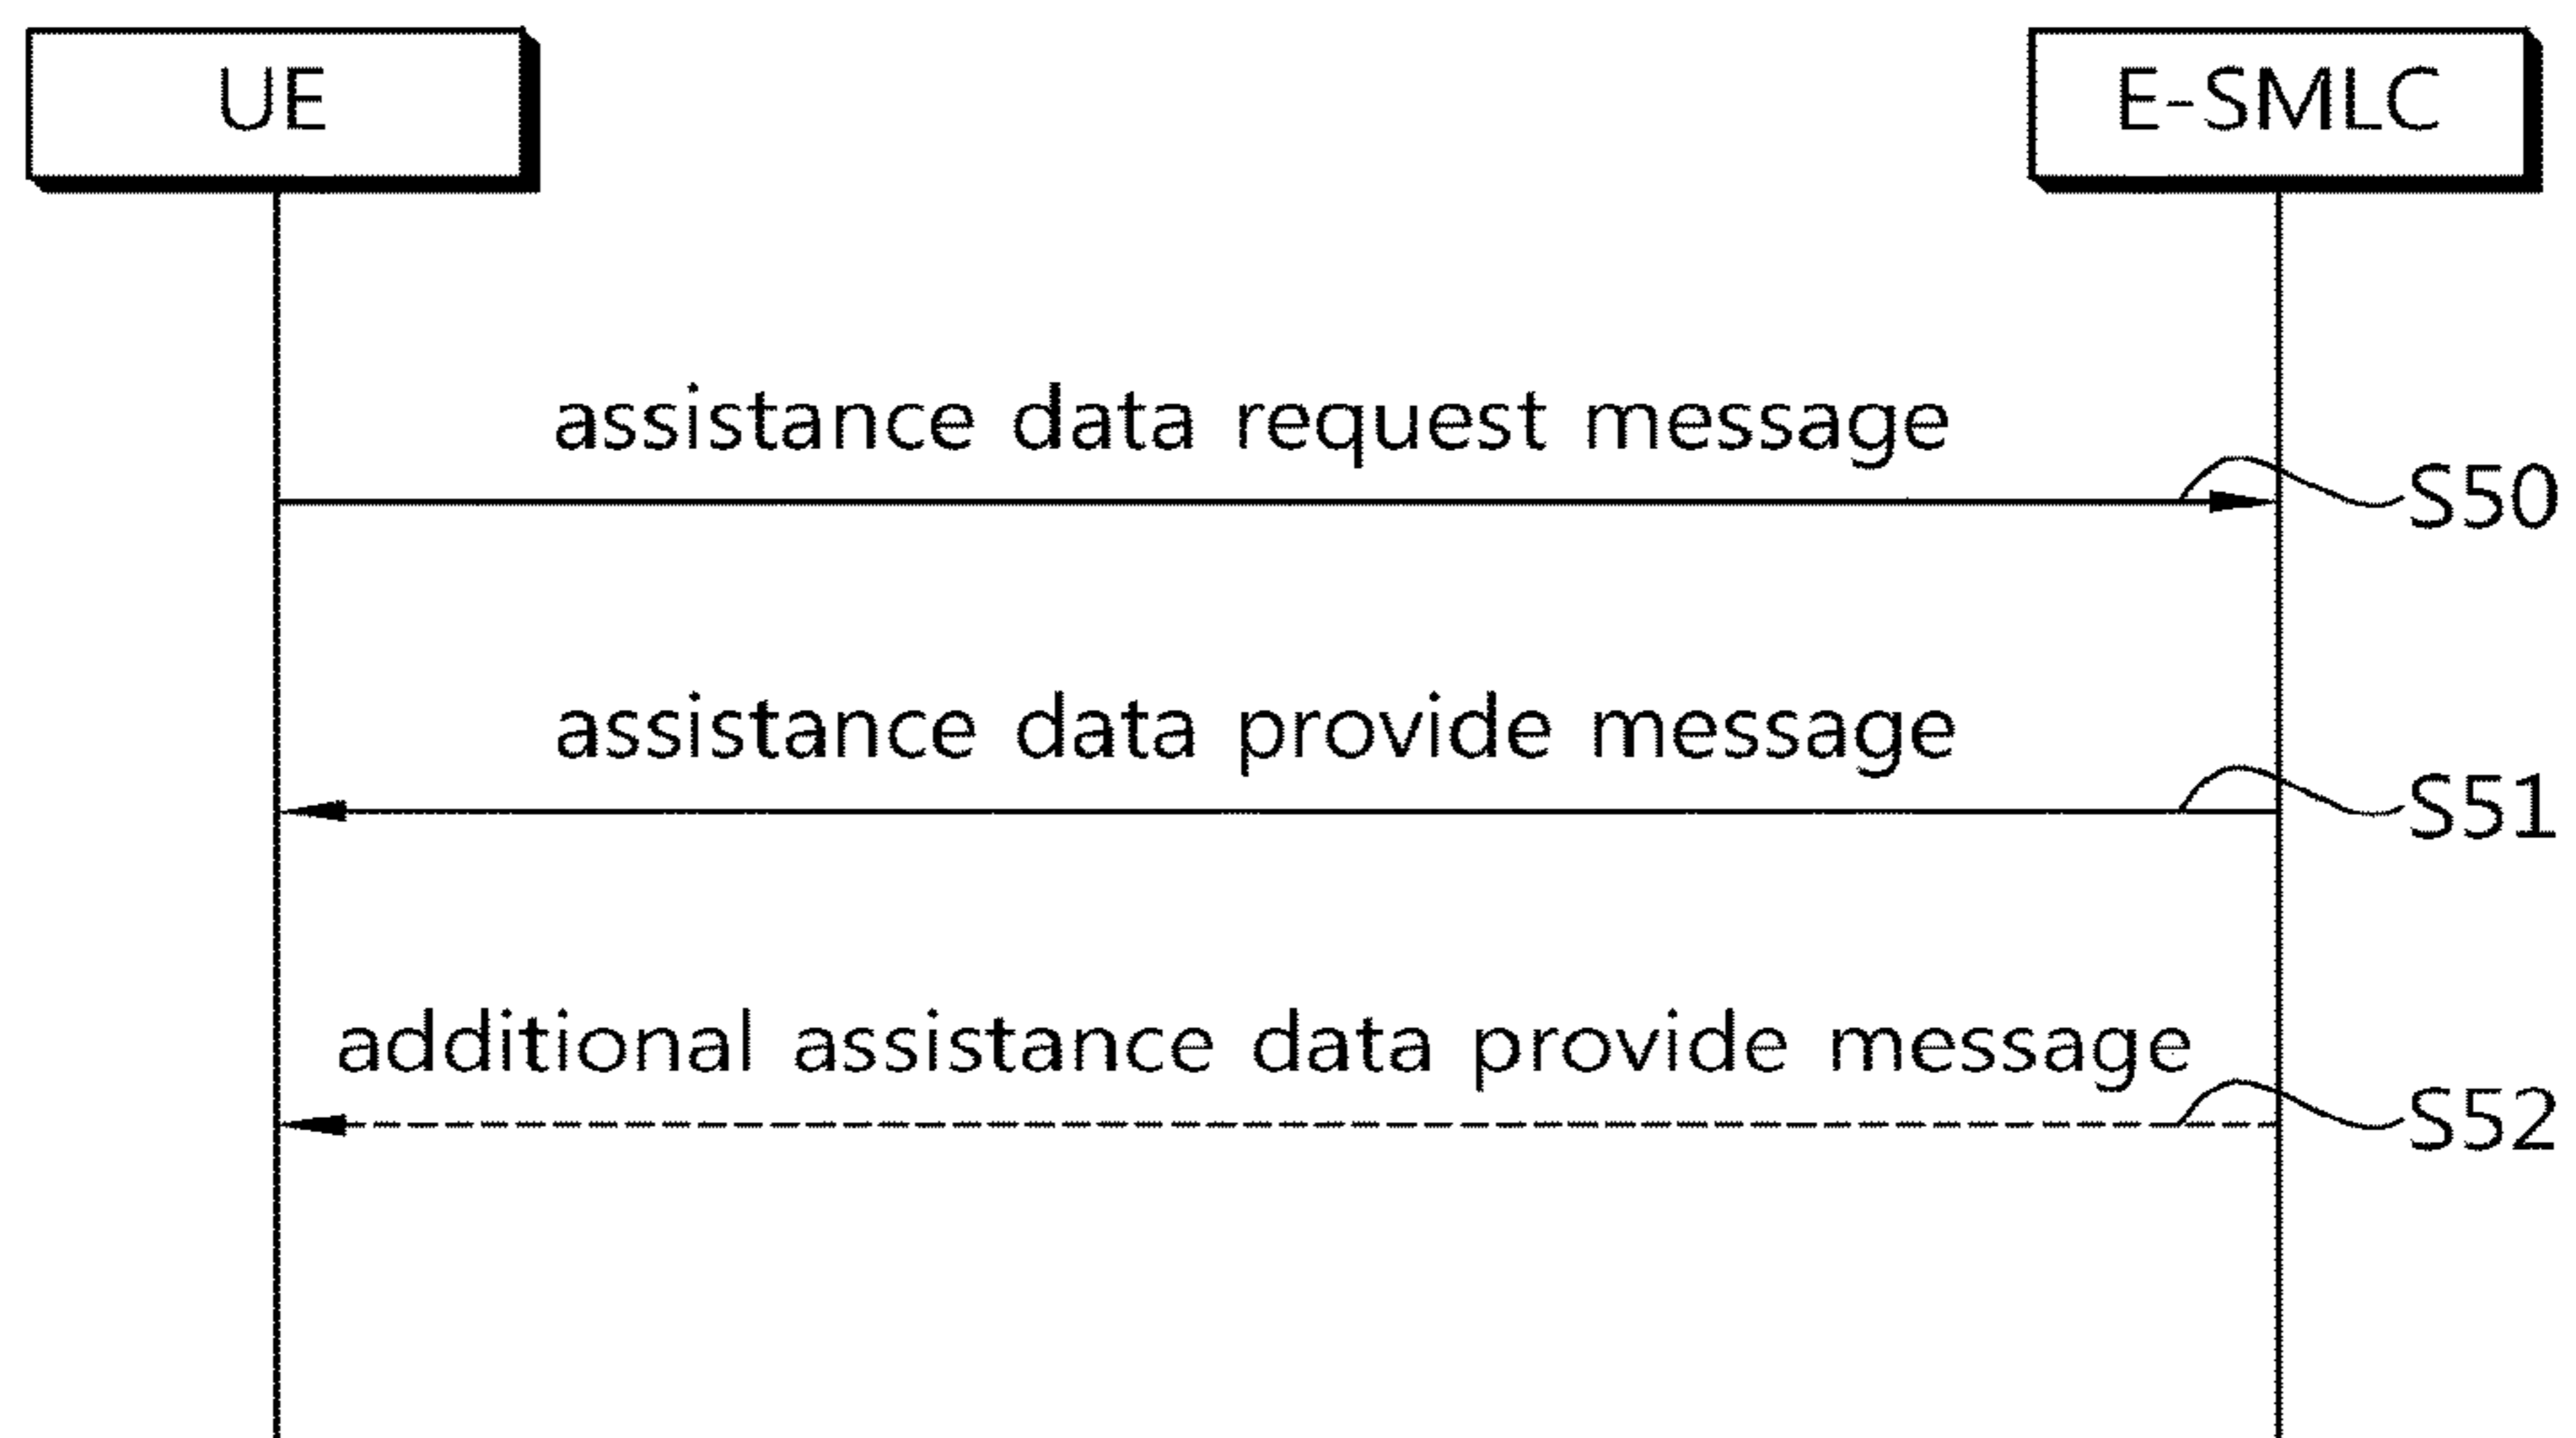 UE
E-SMLC
assistance data request message
S50
assistance data provide message
S51
additional assistance data provide message
S52